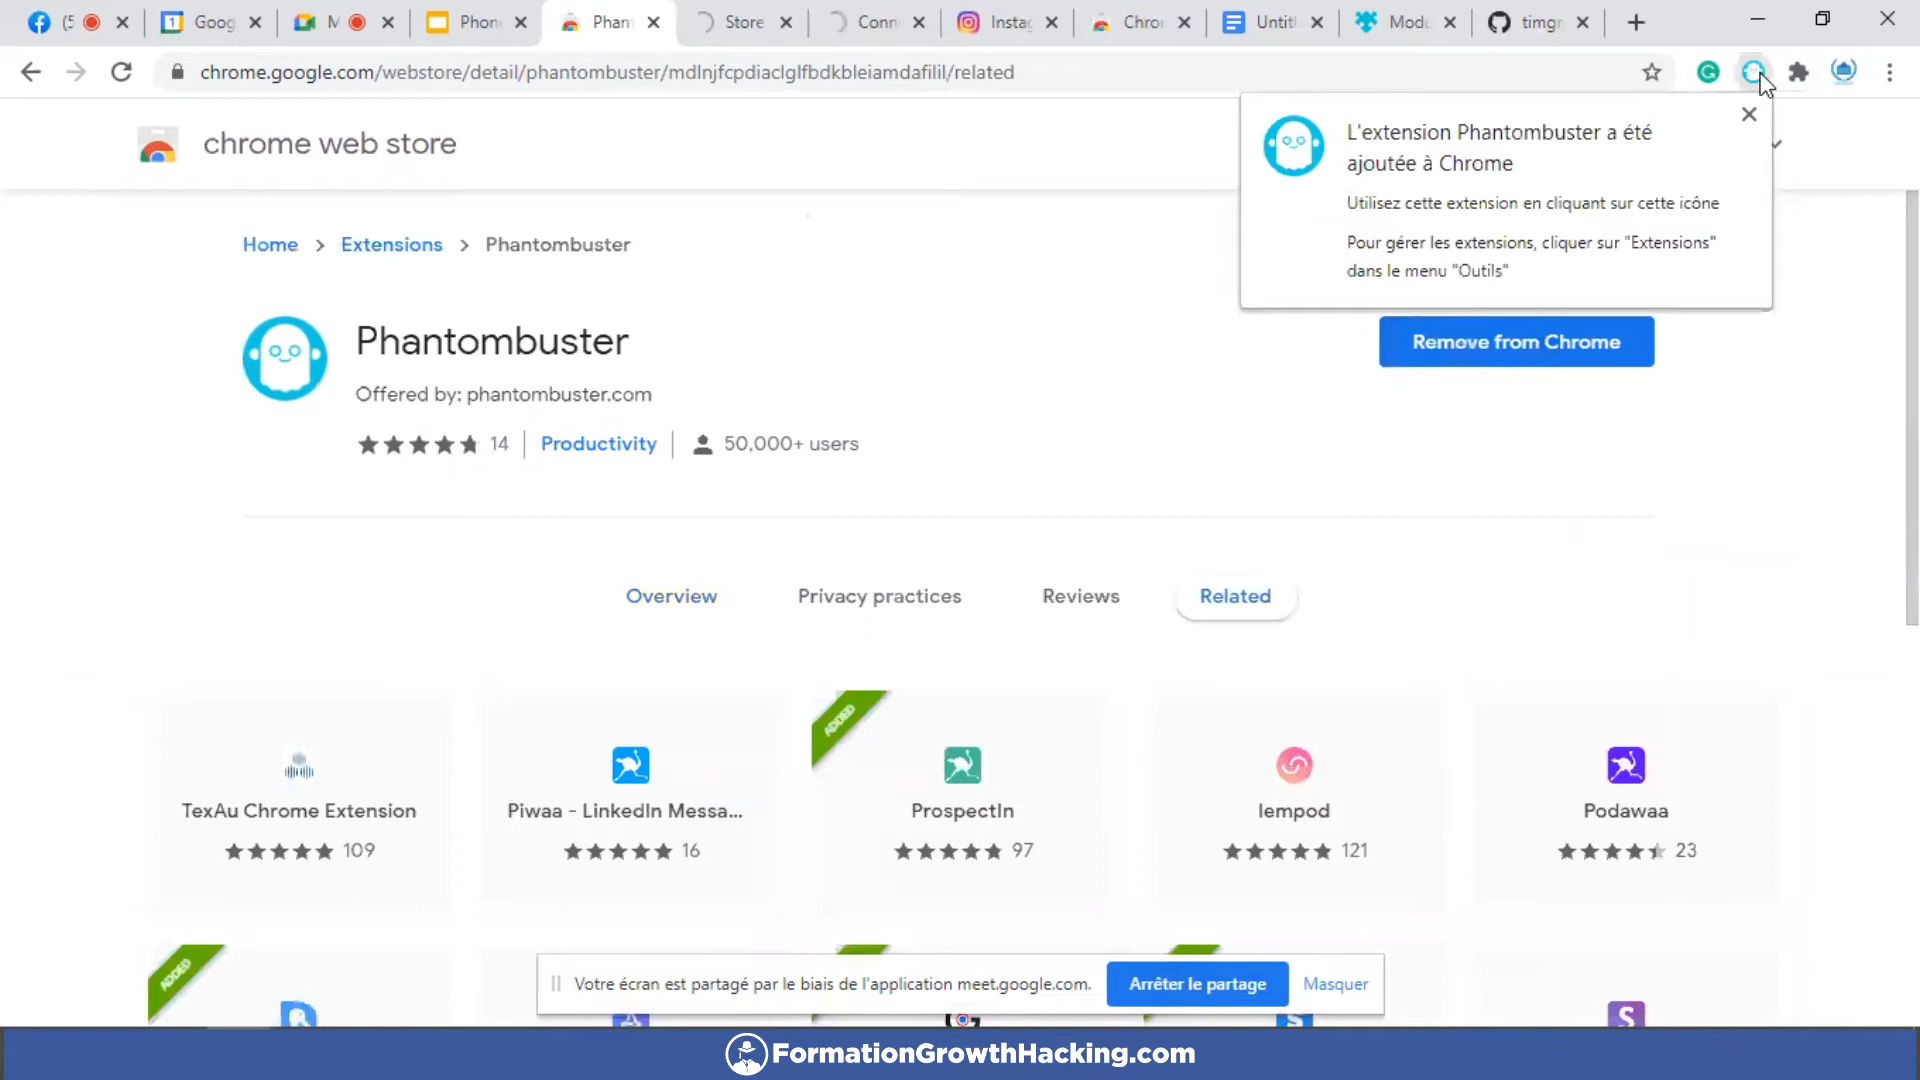 (5
Goog
M
Phon
Phan
Store
Conn
Insta
Chro
Untit
Modu
timgr
chrome.google.com/webstore/detail/phantombuster/mdlnjfcpdiaclglfbdkbleiamdafilil/related
chrome web store
L'extension Phantombuster a été
ajoutée à Chrome
Utilisez cette extension en cliquant sur cette icône
Pour gérer les extensions, cliquer sur "Extensions"
dans le menu "Outils"
Home > Extensions > Phantombuster
Phantombuster
Remove from Chrome
Offered by: phantombuster.com
14 | Productivity | 50,000+ users
Overview
Privacy practices
Reviews
Related
ADDED
TexAu Chrome Extension
Piwaa - LinkedIn Messa...
ProspectIn
lempod
Podawaa
109
16
97
121
23
ADDED
Votre écran est partagé par le biais de l'application meet.google.com.
Arrêter le partage
Masquer
FormationGrowthHacking.com